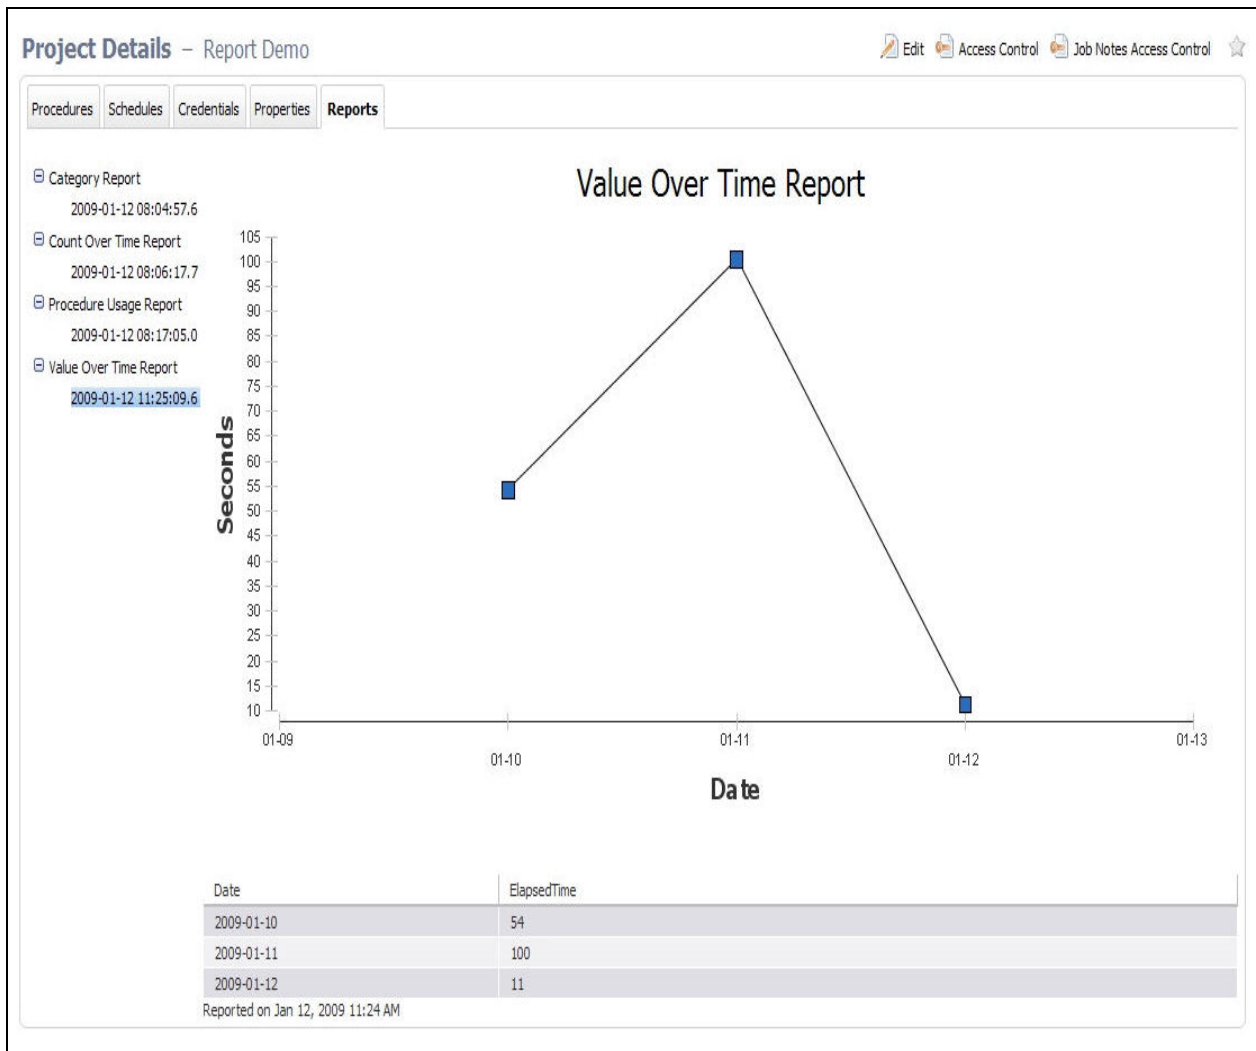 Project Details – Report Demo
Edit Access Control Job Notes Access Control
Procedures Schedules Credentials Properties Reports
Category Report
2009-01-12 08:04:57.6
Count Over Time Report
2009-01-12 08:06:17.7
Procedure Usage Report
2009-01-12 08:17:05.0
Value Over Time Report
2009-01-12 11:25:09.6
Value Over Time Report
105
100
95
90
85
80
75
70
65
60
55
50
45
40
35
30
25
20
15
10
Seconds
01-09 01-10 01-11 01-12 01-13
Date
Date ElapsedTime
2009-01-10 54
2009-01-11 100
2009-01-12 11
Reported on Jan 12, 2009 11:24 AM